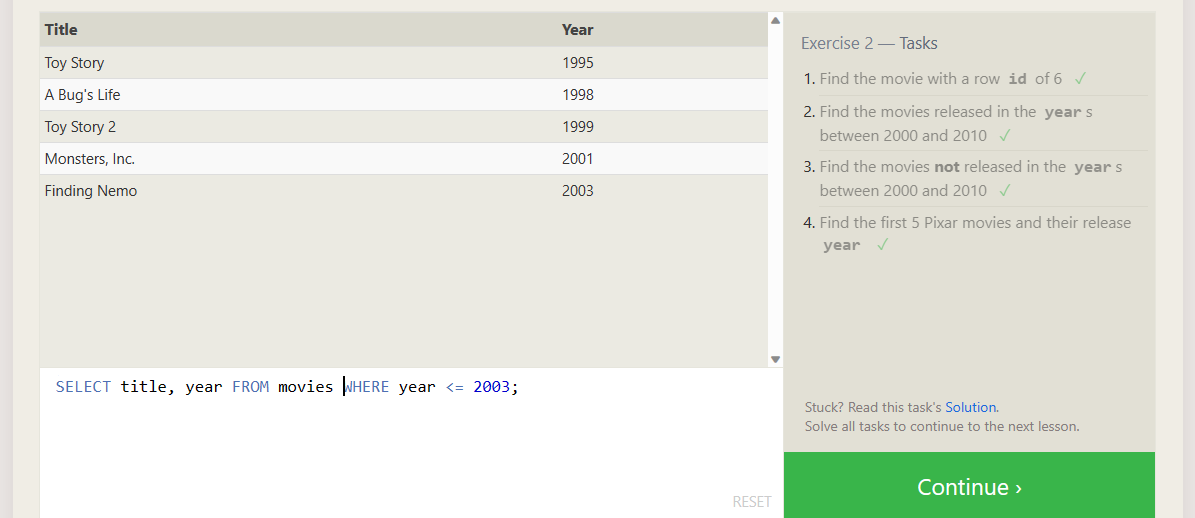 Title Year
Toy Story 1995
A Bug's Life 1998
Toy Story 2 1999
Monsters, Inc. 2001
Finding Nemo 2003
SELECT title, year FROM movies WHERE year <= 2003;
RESET
Exercise 2 — Tasks
1. Find the movie with a row id of 6 ✓
2. Find the movies released in the year s
between 2000 and 2010 ✓
3. Find the movies not released in the year s
between 2000 and 2010 ✓
4. Find the first 5 Pixar movies and their release
year ✓
Stuck? Read this task's Solution.
Solve all tasks to continue to the next lesson.
Continue ›